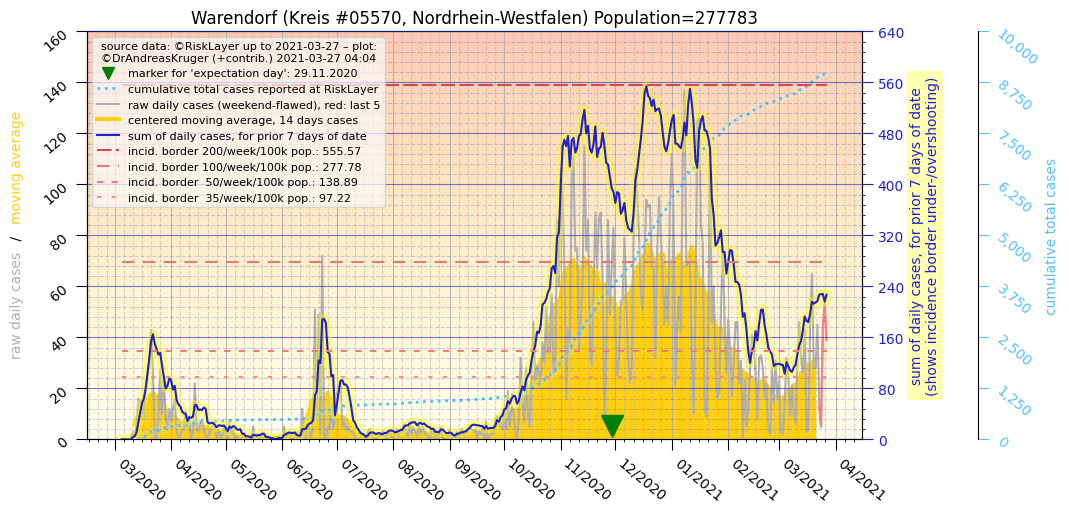 Warendorf (Kreis #05570, Nordrhein-Westfalen) Population=277783
source data: ©RiskLayer up to 2021-03-27 – plot:
©DrAndreasKruger (+contrib.) 2021-03-27 04:04
marker for 'expectation day': 29.11.2020
cumulative total cases reported at RiskLayer
raw daily cases (weekend-flawed), red: last 5
centered moving average, 14 days cases
sum of daily cases, for prior 7 days of date
incid. border 200/week/100k pop.: 555.57
incid. border 100/week/100k pop.: 277.78
incid. border  50/week/100k pop.: 138.89
incid. border  35/week/100k pop.: 97.22
raw daily cases  /  moving average
160
140
120
100
80
60
40
20
0
03/2020
04/2020
05/2020
06/2020
07/2020
08/2020
09/2020
10/2020
11/2020
12/2020
01/2021
02/2021
03/2021
04/2021
640
560
480
400
320
240
160
80
0
sum of daily cases, for prior 7 days of date
(shows incidence border under-/overshooting)
10,000
8,750
7,500
6,250
5,000
3,750
2,500
1,250
0
cumulative total cases